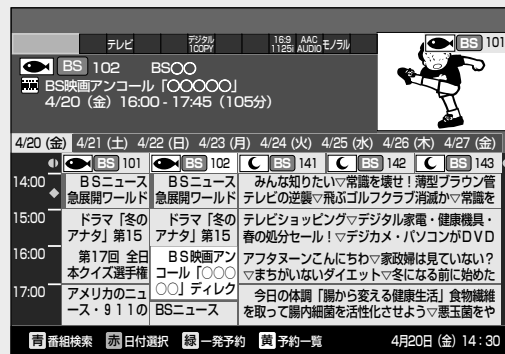 テレビ デジタル 1COPY 16:9 1125i AAC AUDIO モノラル
BS 101
BS 102 BS○○
BS映画アンコール「○○○○○」
4/20（金）16:00 - 17:45（105分）
4/20（金） 4/21（土） 4/22（日） 4/23（月） 4/24（火） 4/25（水） 4/26（木） 4/27（金）
BS 101 BS 102 BS 141 BS 142 BS 143
14:00
ＢＳニュース ＢＳニュース みんな知りたい▽常識を壊せ！薄型ブラウン管
急展開ワールド 急展開ワールド テレビの逆襲▽飛ぶゴルフクラブ消滅か▽常識を
15:00
ドラマ「冬の ドラマ「冬の テレビショッピング▽デジタル家電・健康機具・
アナタ」第15 アナタ」第15 春の処分セール！▽デジカメ・パソコンがＤＶＤ
16:00
第17回 全日 ＢＳ映画アン アフタヌーンこんにちわ▽家政婦は見ていない？
本クイズ選手権 コール「○○○ ▽まちがいないダイエット▽冬になる前に始めた
17:00
○○」ディレク
アメリカのニュ 今日の体調「腸から変える健康生活」食物繊維
ース・９１１の BSニュース を取って腸内細菌を活性化させよう▽悪玉菌をや
青 番組検索 赤 日付選択 緑 一発予約 黄 予約一覧 4月20日（金）14：30